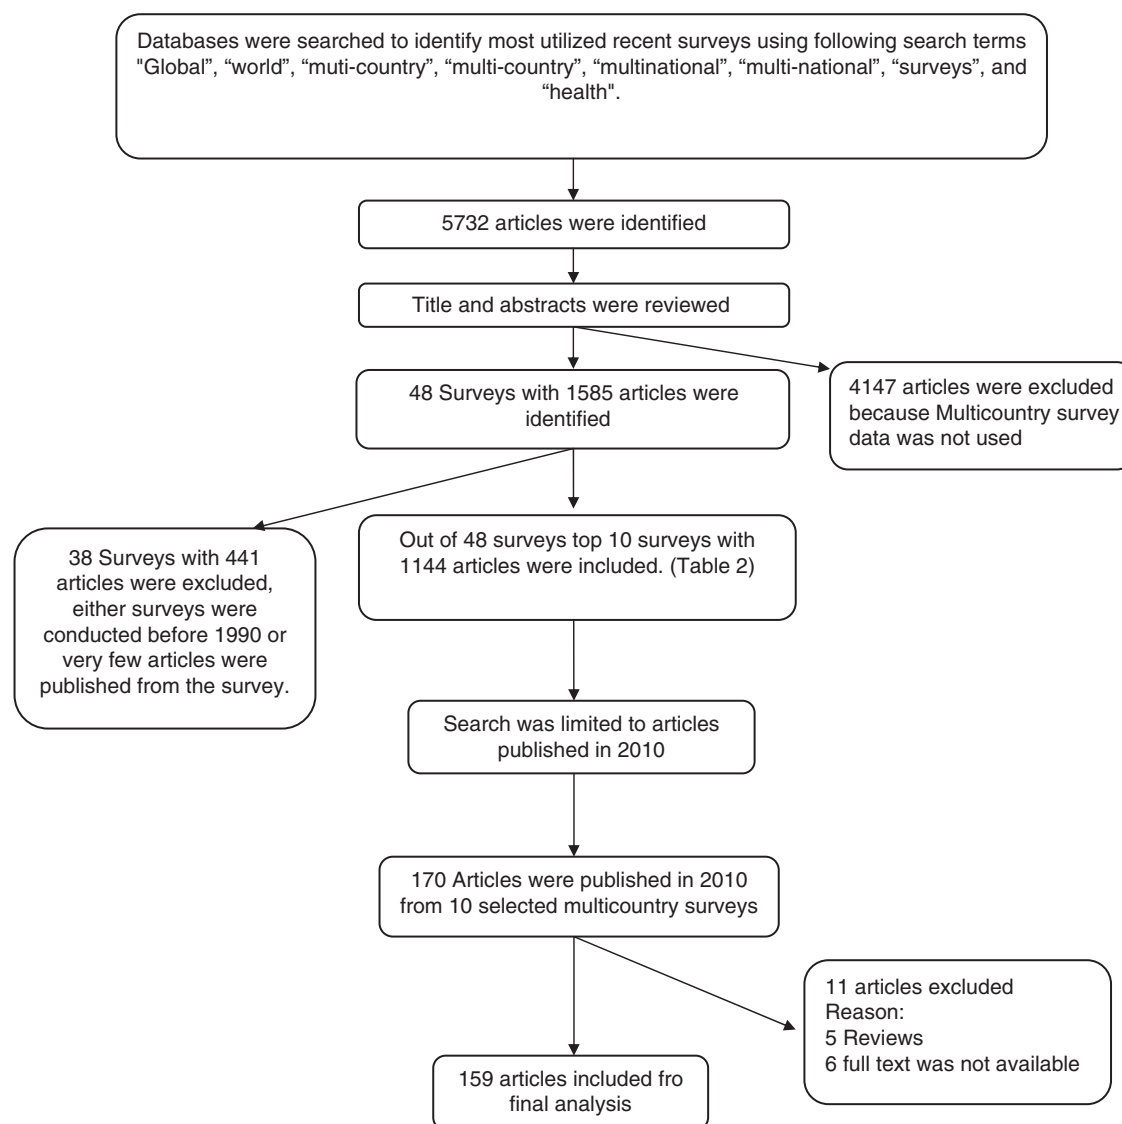 Databases were searched to identify most utilized recent surveys using following search terms
"Global”, “world”, “muti-country”, “multi-country”, “multinational”, “multi-national”, “surveys”, and
“health".
5732 articles were identified
Title and abstracts were reviewed
48 Surveys with 1585 articles were
identified
4147 articles were excluded
because Multicountry survey
data was not used
38 Surveys with 441
articles were excluded,
either surveys were
conducted before 1990 or
very few articles were
published from the survey.
Out of 48 surveys top 10 surveys with
1144 articles were included. (Table 2)
Search was limited to articles
published in 2010
170 Articles were published in 2010
from 10 selected multicountry surveys
11 articles excluded
Reason:
5 Reviews
6 full text was not available
159 articles included fro
final analysis